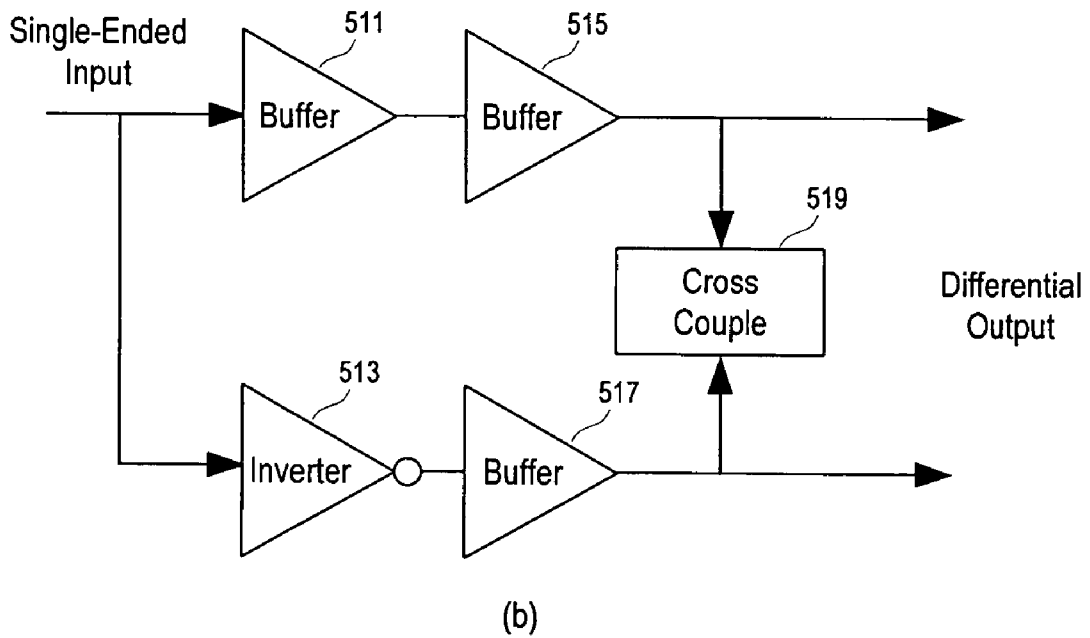 Single-Ended
Input
511
Buffer
515
Buffer
519
Cross
Couple
Differential
Output
513
Inverter
517
Buffer
(b)